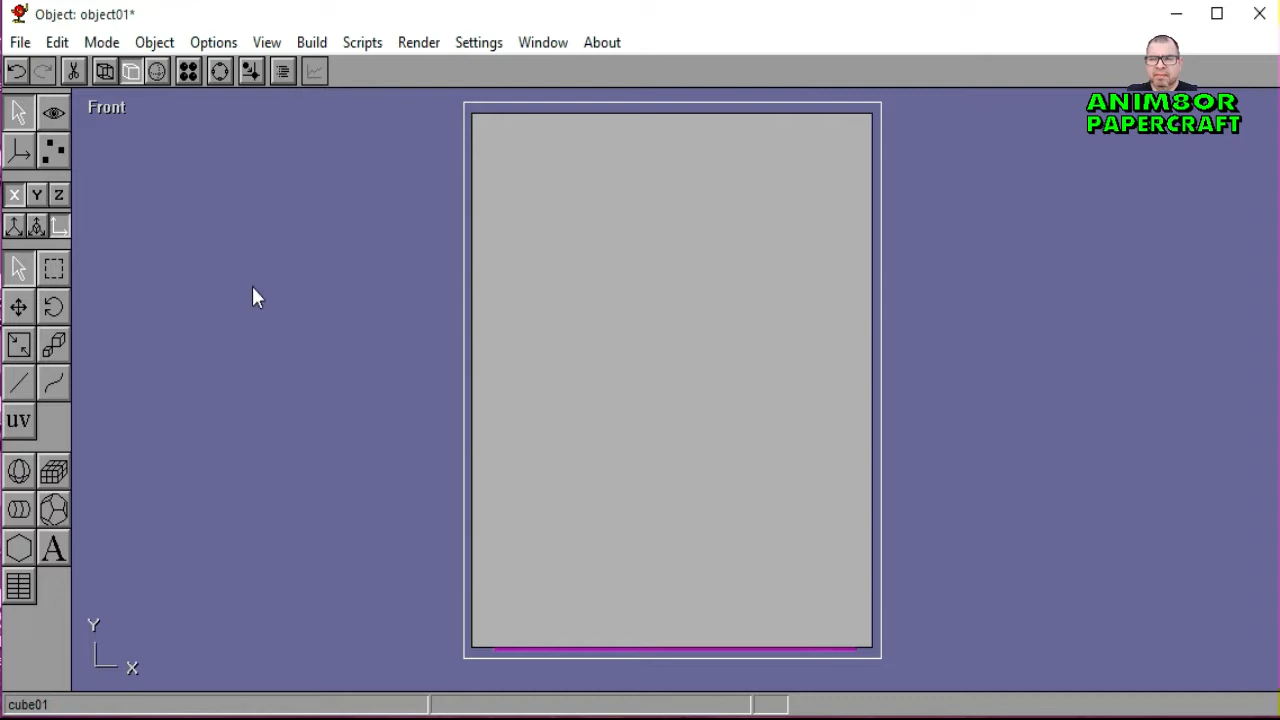 Object: object01*
File Edit Mode Object Options View Build Scripts Render Settings Window About
ANIM8OR
PAPERCRAFT
Front
X Y Z
uv
A
Y
X
cube01